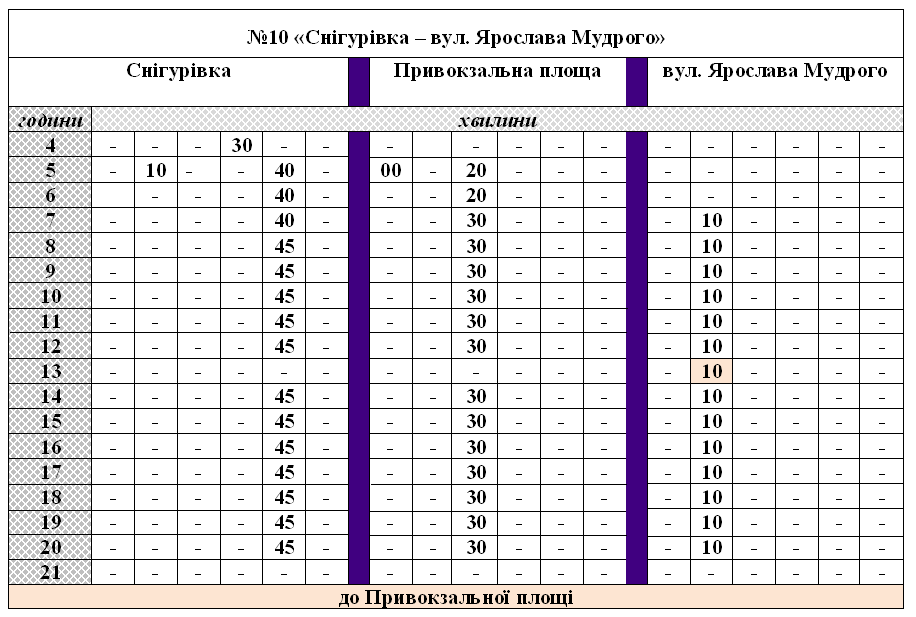 №10 «Снігурівка – вул. Ярослава Мудрого»
Снігурівка Привокзальна площа вул. Ярослава Мудрого
години хвилини
4 - - - 30 - - - - - - - - - - - - -
5 - 10 - - 40 - 00 - 20 - - - - - - - - -
6 - - - 40 - - - 20 - - - - - - - - -
7 - - - - 40 - - - 30 - - - - 10 - - - -
8 - - - - 45 - - - 30 - - - - 10 - - - -
9 - - - - 45 - - - 30 - - - - 10 - - - -
10 - - - - 45 - - - 30 - - - - 10 - - - -
11 - - - - 45 - - - 30 - - - - 10 - - - -
12 - - - - 45 - - - 30 - - - - 10 - - - -
13 - - - - - - - - - - - - - 10 - - - -
14 - - - - 45 - - - 30 - - - - 10 - - - -
15 - - - - 45 - - - 30 - - - - 10 - - - -
16 - - - - 45 - - - 30 - - - - 10 - - - -
17 - - - - 45 - - - 30 - - - - 10 - - - -
18 - - - - 45 - - - 30 - - - - 10 - - - -
19 - - - - 45 - - - 30 - - - - 10 - - - -
20 - - - - 45 - - - 30 - - - - 10 - - - -
21 - - - - - - - - - - - - - - - - - -
до Привокзальної площі